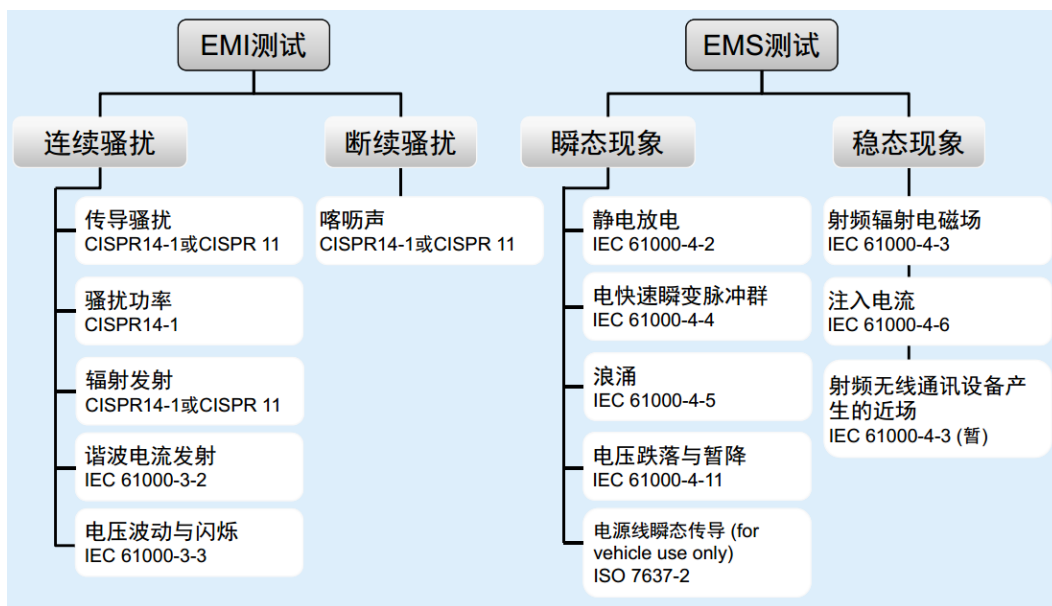 EMI测试
EMS测试
连续骚扰
断续骚扰
瞬态现象
稳态现象
传导骚扰
CISPR14-1或CISPR 11
骚扰功率
CISPR14-1
辐射发射
CISPR14-1或CISPR 11
谐波电流发射
IEC 61000-3-2
电压波动与闪烁
IEC 61000-3-3
喀呖声
CISPR14-1或CISPR 11
静电放电
IEC 61000-4-2
电快速瞬变脉冲群
IEC 61000-4-4
浪涌
IEC 61000-4-5
电压跌落与暂降
IEC 61000-4-11
电源线瞬态传导 (for
vehicle use only)
ISO 7637-2
射频辐射电磁场
IEC 61000-4-3
注入电流
IEC 61000-4-6
射频无线通讯设备产
生的近场
IEC 61000-4-3 (暂)